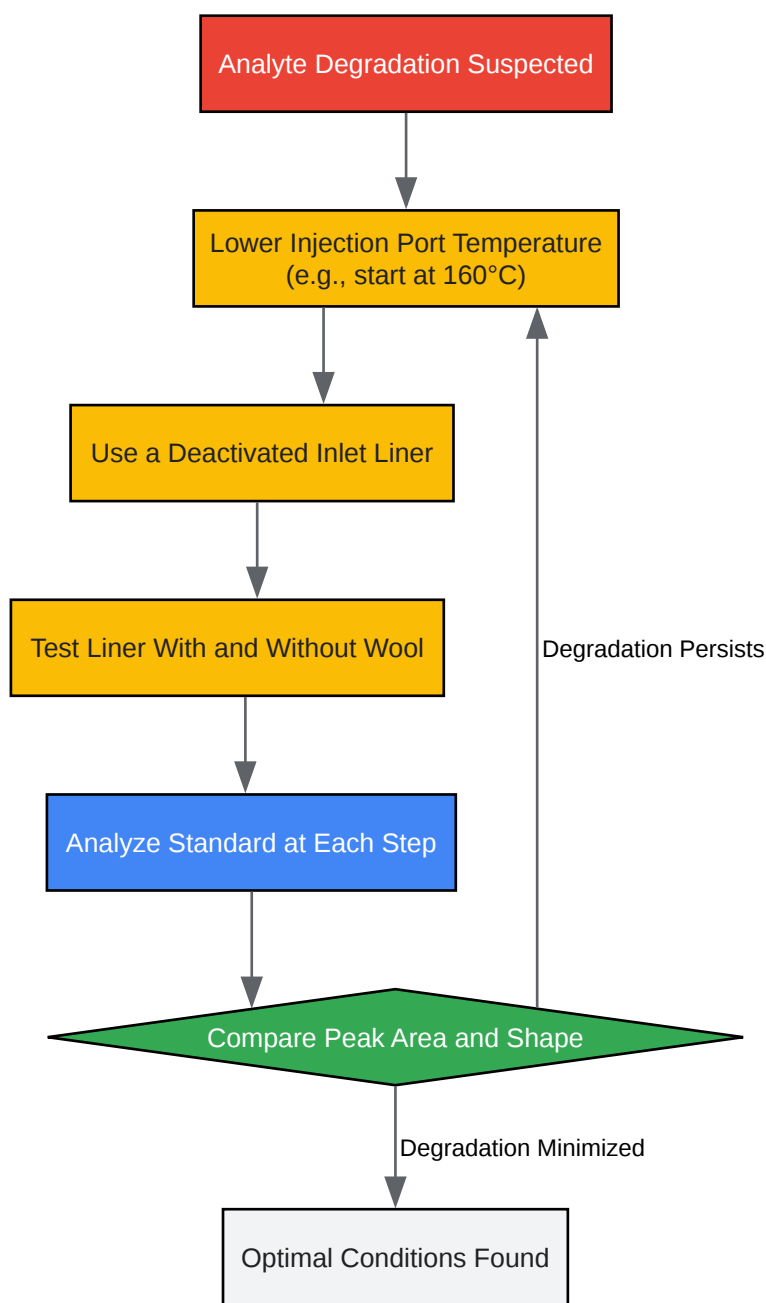 Analyte Degradation Suspected
Lower Injection Port Temperature
(e.g., start at 160°C)
Use a Deactivated Inlet Liner
Test Liner With and Without Wool
Degradation Persists
Analyze Standard at Each Step
Compare Peak Area and Shape
Degradation Minimized
Optimal Conditions Found